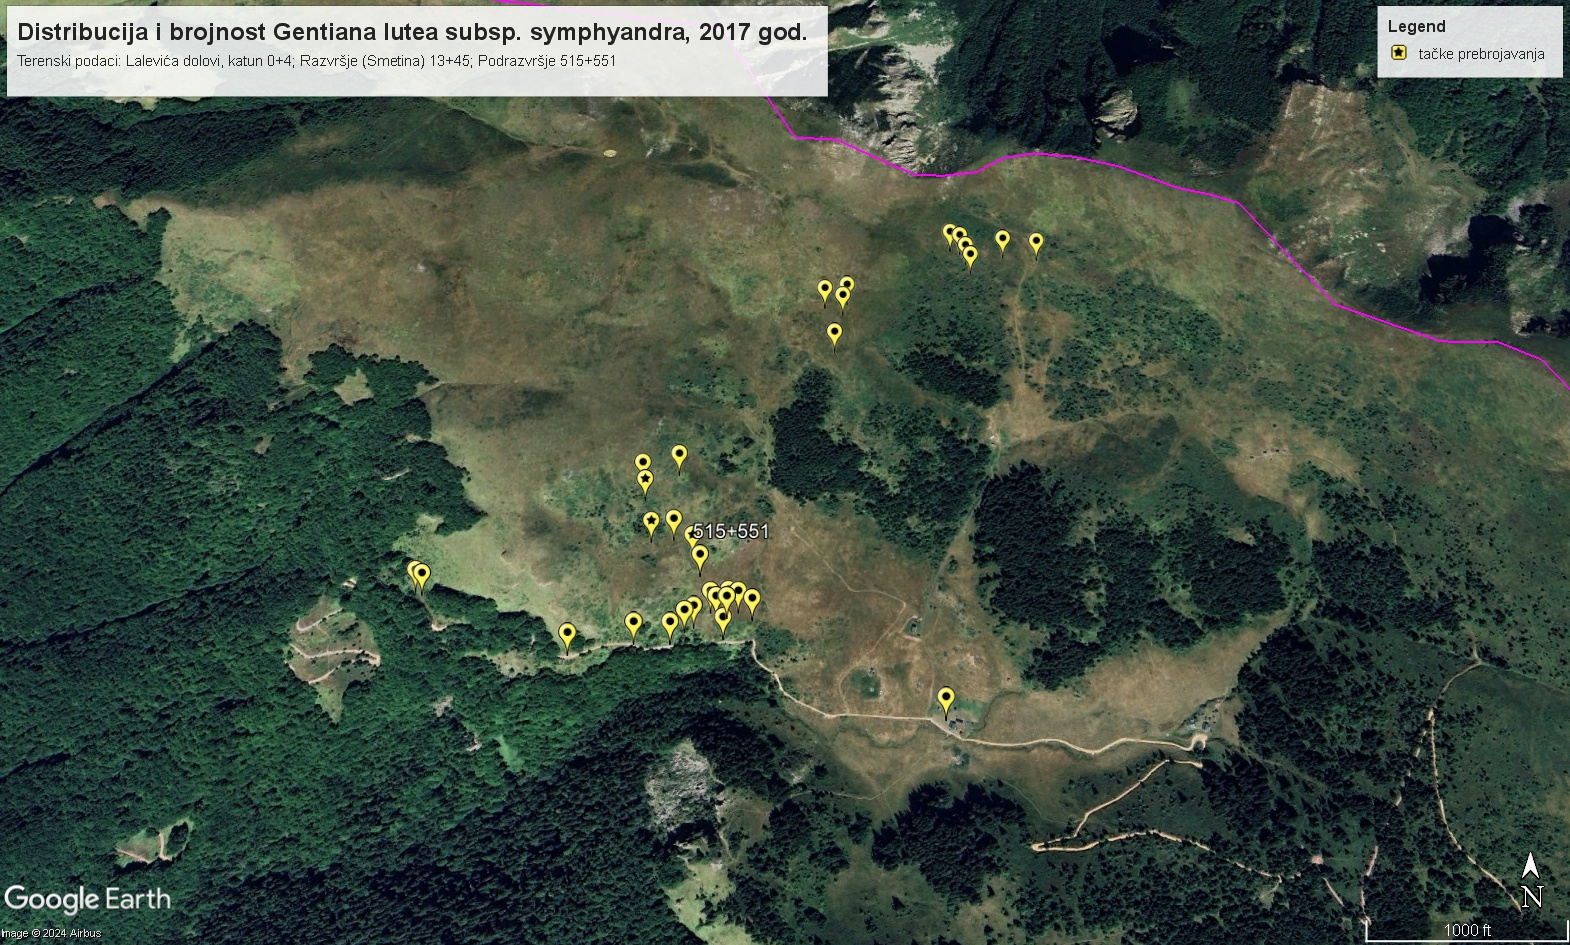 Distribucija i brojnost Gentiana lutea subsp. symphyandra, 2017 god.
Terenski podaci: Lalevića dolovi, katun 0+4; Razvršje (Smetina) 13+45; Podrazvršje 515+551
Legend
tačke prebrojavanja
515+551
Google Earth
Image © 2024 Airbus
N
1000 ft